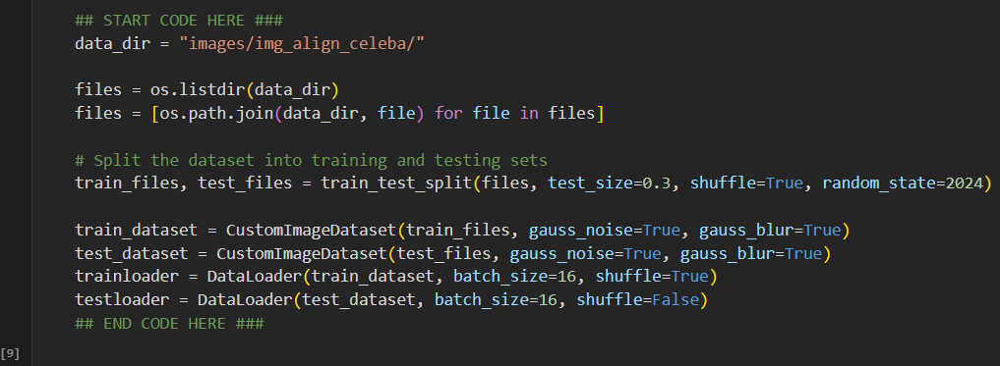 ## START CODE HERE ###
data_dir = "images/img_align_celeba/"
files = os.listdir(data_dir)
files = [os.path.join(data_dir, file) for file in files]
# Split the dataset into training and testing sets
train_files, test_files = train_test_split(files, test_size=0.3, shuffle=True, random_state=2024)
train_dataset = CustomImageDataset(train_files, gauss_noise=True, gauss_blur=True)
test_dataset = CustomImageDataset(test_files, gauss_noise=True, gauss_blur=True)
trainloader = DataLoader(train_dataset, batch_size=16, shuffle=True)
testloader = DataLoader(test_dataset, batch_size=16, shuffle=False)
## END CODE HERE ###
[9]